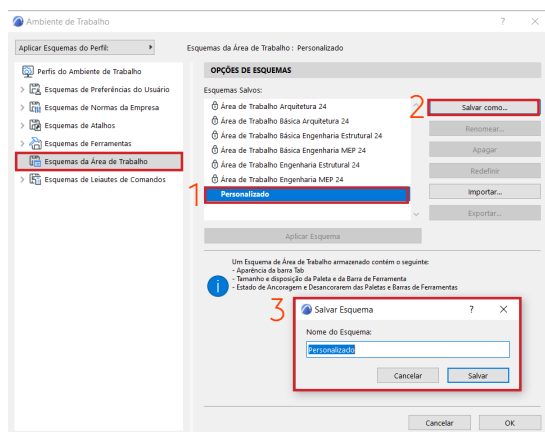 Ambiente de Trabalho
?
Aplicar Esquemas do Perfil:
Esquemas da Área de Trabalho : Personalizado
Perfis do Ambiente de Trabalho
Esquemas de Preferências do Usuário
Esquemas de Normas da Empresa
Esquemas de Atalhos
Esquemas de Ferramentas
Esquemas da Área de Trabalho
Esquemas de Leiautes de Comandos
OPÇÕES DE ESQUEMAS
Esquemas Salvos:
Área de Trabalho Arquitetura 24
Área de Trabalho Básica Arquitetura 24
Área de Trabalho Básica Engenharia Estrutural 24
Área de Trabalho Básica Engenharia MEP 24
Área de Trabalho Engenharia Estrutural 24
Área de Trabalho Engenharia MEP 24
1
Personalizado
2
Salvar como...
Renomear...
Apagar
Redefinir
Importar...
Exportar...
Aplicar Esquema
Um Esquema de Área de Trabalho armazenado contém o seguinte:
- Aparência da barra Tab
- Tamanho e disposição da Paleta e da Barra de Ferramenta
- Estado de Ancoragem e Desancorarem das Paletas e Barras de Ferramentas
3
Salvar Esquema
?
Nome do Esquema:
Personalizado
Cancelar
Salvar
Cancelar
OK